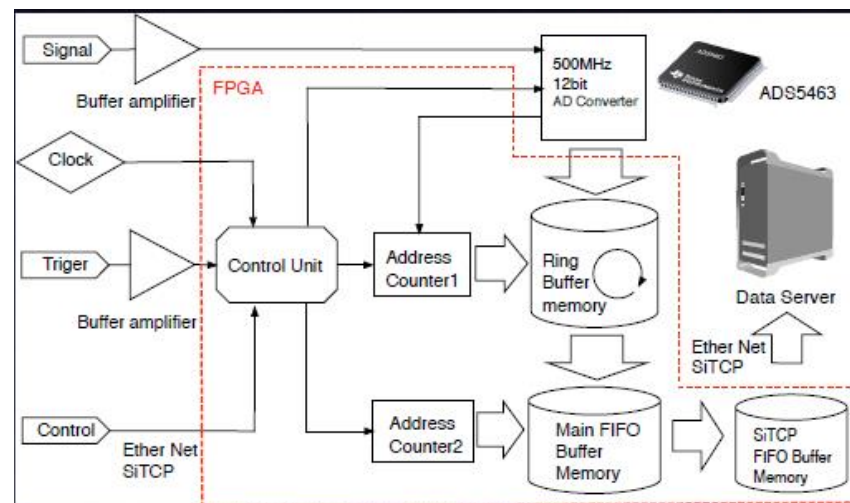 Signal
Buffer amplifier
FPGA
500MHz
12bit
AD Converter
ADS5463
Clock
Triger
Buffer amplifier
Control Unit
Address
Counter1
Ring
Buffer
memory
Data Server
Ether Net
SiTCP
Control
Ether Net
SiTCP
Address
Counter2
Main FIFO
Buffer
Memory
SiTCP
FIFO Buffer
Memory